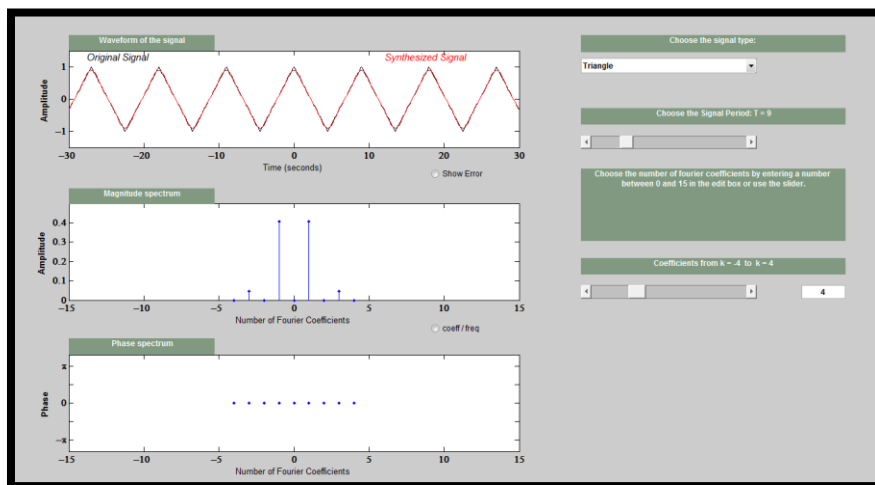 Waveform of the signal
Original Signal
Synthesized Signal
Amplitude
1
0
−1
−30 −20 −10 0 10 20 30
Time (seconds)
Show Error
Magnitude spectrum
Amplitude
0.4
0.3
0.2
0.1
0
−15 −10 −5 0 5 10 15
Number of Fourier Coefficients
coeff / freq
Phase spectrum
Phase
π
0
−π
−15 −10 −5 0 5 10 15
Number of Fourier Coefficients
Choose the signal type:
Triangle
Choose the Signal Period: T = 9
Choose the number of fourier coefficients by entering a number
between 0 and 15 in the edit box or use the slider.
Coefficients from k = -4 to k = 4
4